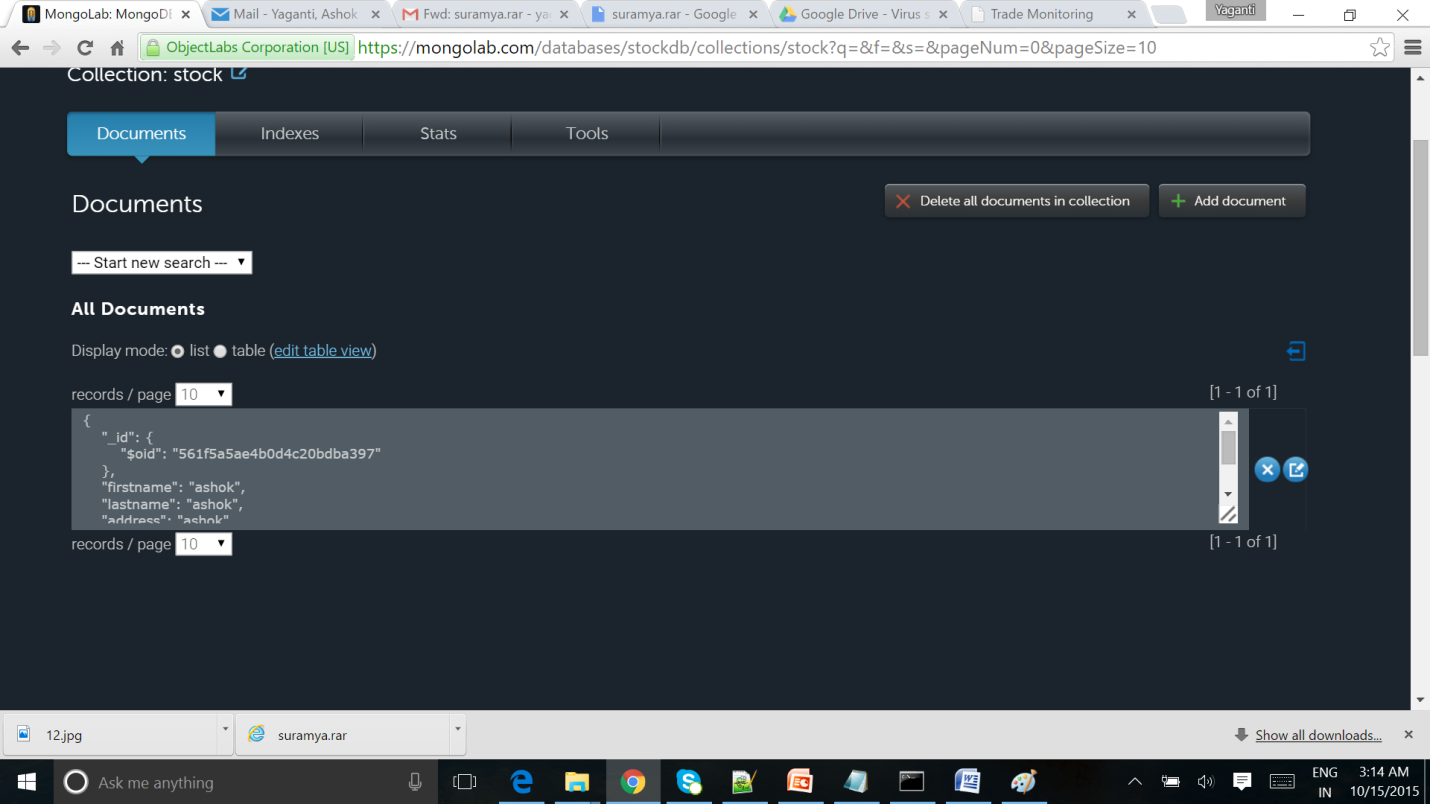 MongoLab: MongoDB
Mail - Yaganti, Ashok
Fwd: suramya.rar - ya
suramya.rar - Google
Google Drive - Virus s
Trade Monitoring
Yaganti
ObjectLabs Corporation [US]
https://mongolab.com/databases/stockdb/collections/stock?q=&f=&s=&pageNum=0&pageSize=10
Collection: stock
Documents
Indexes
Stats
Tools
Documents
Delete all documents in collection
Add document
--- Start new search ---
All Documents
Display mode: list table (edit table view)
records / page 10
[1 - 1 of 1]
{
"_id": {
"$oid": "561f5a5ae4b0d4c20bdba397"
},
"firstname": "ashok",
"lastname": "ashok",
"address": "ashok"
records / page 10
[1 - 1 of 1]
12.jpg
suramya.rar
Show all downloads...
Ask me anything
ENG
IN
3:14 AM
10/15/2015